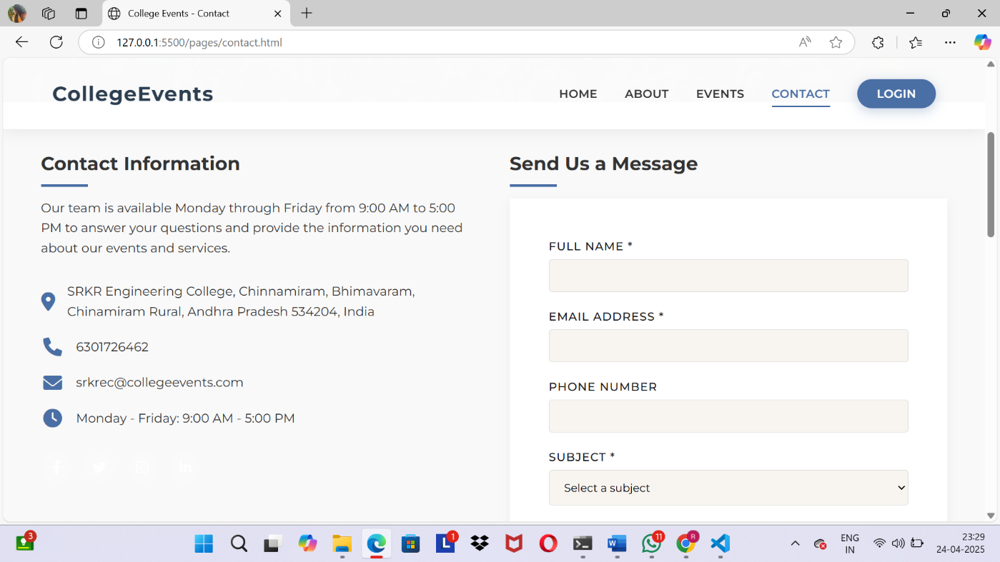 College Events - Contact
127.0.0.1:5500/pages/contact.html
CollegeEvents
HOME
ABOUT
EVENTS
CONTACT
LOGIN
Contact Information
Our team is available Monday through Friday from 9:00 AM to 5:00
PM to answer your questions and provide the information you need
about our events and services.
SRKR Engineering College, Chinnamiram, Bhimavaram,
Chinamiram Rural, Andhra Pradesh 534204, India
6301726462
srkrec@collegeevents.com
Monday - Friday: 9:00 AM - 5:00 PM
Send Us a Message
FULL NAME *
EMAIL ADDRESS *
PHONE NUMBER
SUBJECT *
Select a subject
3
1
11
R
ENG
IN
23:29
24-04-2025